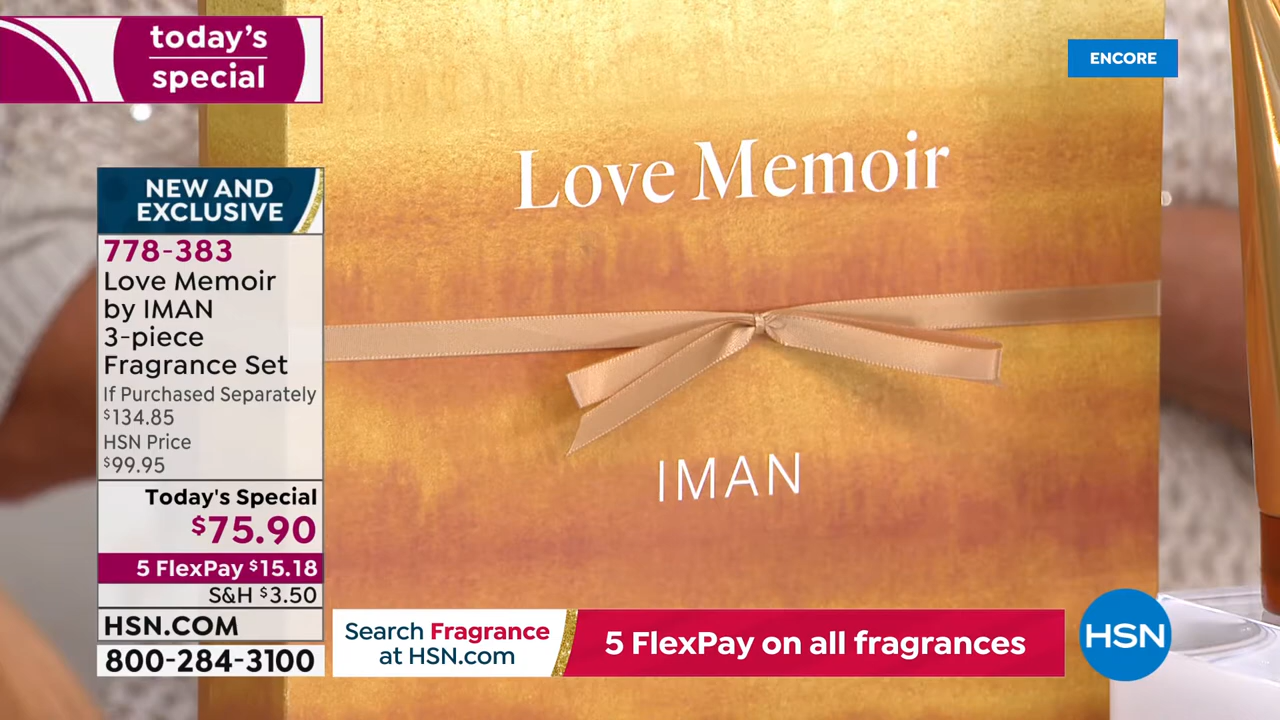 today's
special
ENCORE
Love Memoir
IMAN
NEW AND
EXCLUSIVE
778-383
Love Memoir
by IMAN
3-piece
Fragrance Set
If Purchased Separately
$134.85
HSN Price
$99.95
Today's Special
$75.90
5 FlexPay $15.18
S&H $3.50
HSN.COM
800-284-3100
Search Fragrance
at HSN.com
5 FlexPay on all fragrances
HSN